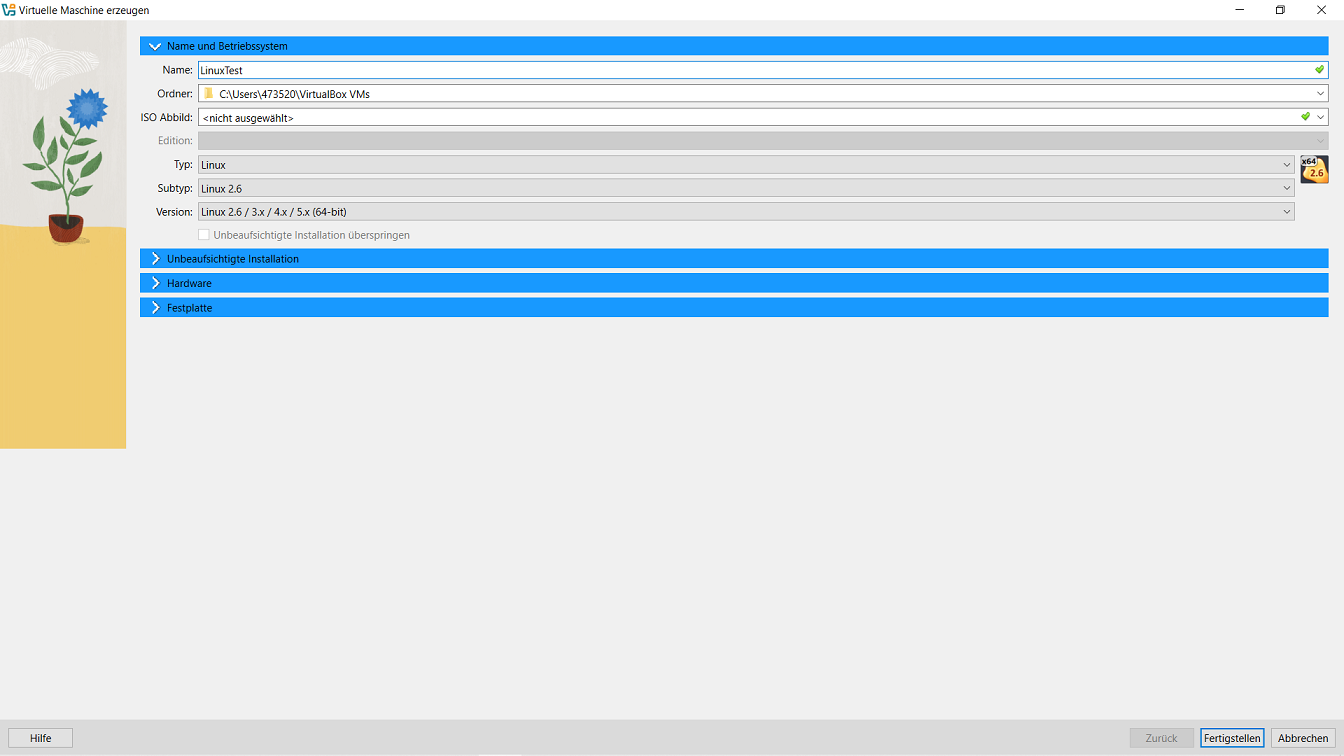 Virtuelle Maschine erzeugen
Name und Betriebssystem
Name: LinuxTest
Ordner: C:\Users\473520\VirtualBox VMs
ISO Abbild: <nicht ausgewählt>
Edition:
Typ: Linux
x64
2.6
Subtyp: Linux 2.6
Version: Linux 2.6 / 3.x / 4.x / 5.x (64-bit)
Unbeaufsichtigte Installation überspringen
Unbeaufsichtigte Installation
Hardware
Festplatte
Hilfe Zurück Fertigstellen Abbrechen